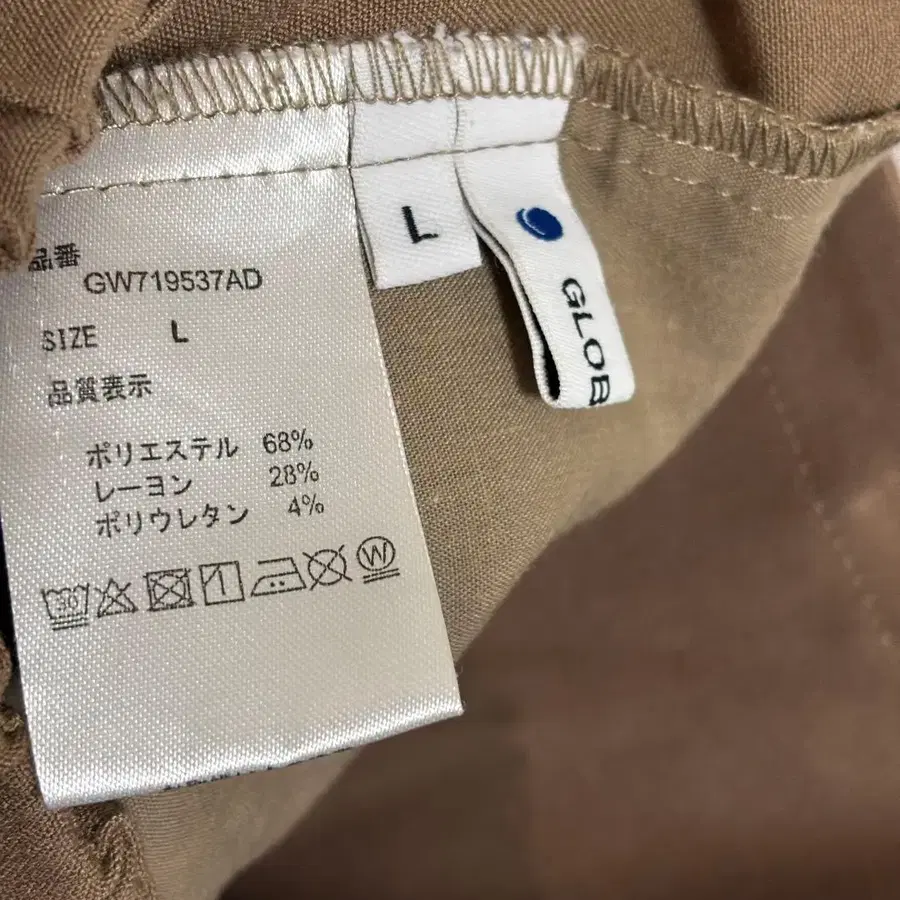 品番
GW719537AD
SIZE L
品質表示
ポリエステル 68%
レーヨン 28%
ポリウレタン 4%
30
W
L
GLOB